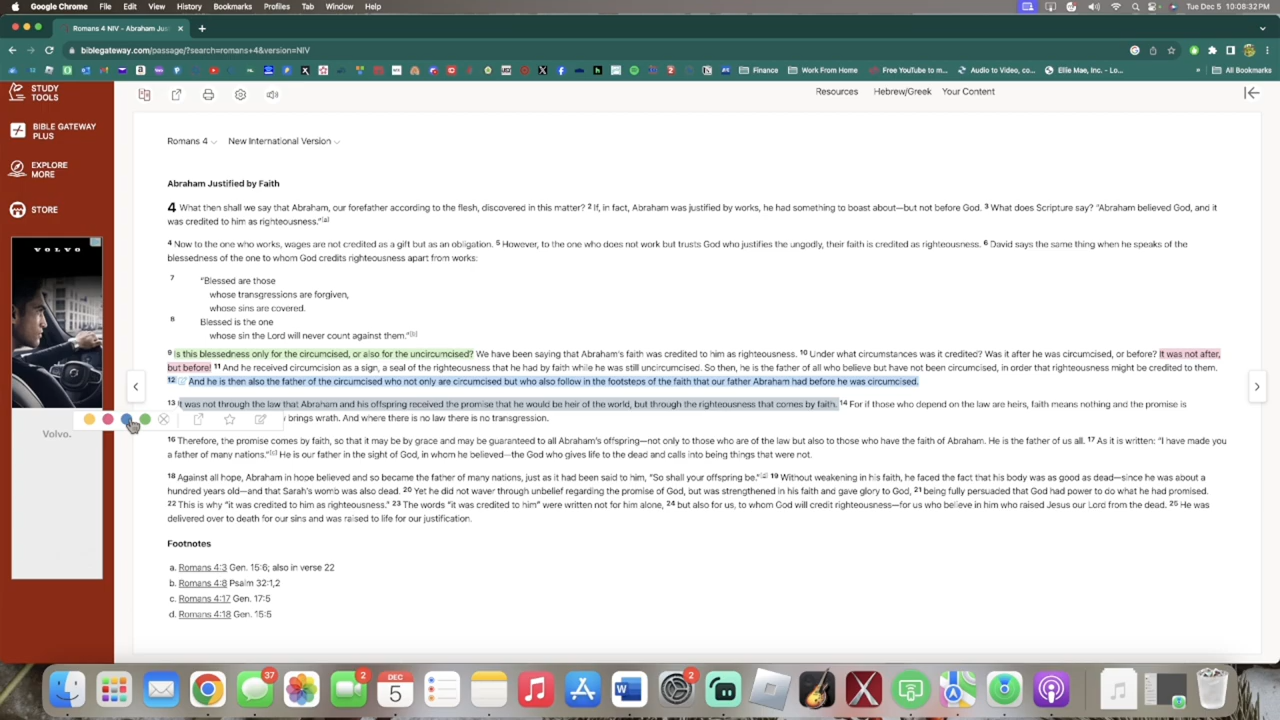 Google Chrome File Edit View History Bookmarks Profiles Tab Window Help Tue Dec 5 10:08:32 PM
Romans 4 NIV - Abraham Jus
biblegateway.com/passage/?search=romans+4&version=NIV
Finance Work From Home Free YouTube to m... Audio to Video, co... Ellie Mae, Inc. - Lo... » All Bookmarks
STUDY
TOOLS
BIBLE GATEWAY
PLUS
EXPLORE
MORE
STORE
VOLVO
Volvo.
Resources Hebrew/Greek Your Content
Romans 4 New International Version
Abraham Justified by Faith
4 What then shall we say that Abraham, our forefather according to the flesh, discovered in this matter? 2 If, in fact, Abraham was justified by works, he had something to boast about—but not before God. 3 What does Scripture say? “Abraham believed God, and it
was credited to him as righteousness.”[a]
4 Now to the one who works, wages are not credited as a gift but as an obligation. 5 However, to the one who does not work but trusts God who justifies the ungodly, their faith is credited as righteousness. 6 David says the same thing when he speaks of the
blessedness of the one to whom God credits righteousness apart from works:
7 “Blessed are those
whose transgressions are forgiven,
whose sins are covered.
8 Blessed is the one
whose sin the Lord will never count against them.”[b]
9 Is this blessedness only for the circumcised, or also for the uncircumcised? We have been saying that Abraham’s faith was credited to him as righteousness. 10 Under what circumstances was it credited? Was it after he was circumcised, or before? It was not after,
but before! 11 And he received circumcision as a sign, a seal of the righteousness that he had by faith while he was still uncircumcised. So then, he is the father of all who believe but have not been circumcised, in order that righteousness might be credited to them.
12 And he is then also the father of the circumcised who not only are circumcised but who also follow in the footsteps of the faith that our father Abraham had before he was circumcised.
13 It was not through the law that Abraham and his offspring received the promise that he would be heir of the world, but through the righteousness that comes by faith. 14 For if those who depend on the law are heirs, faith means nothing and the promise is
brings wrath. And where there is no law there is no transgression.
16 Therefore, the promise comes by faith, so that it may be by grace and may be guaranteed to all Abraham’s offspring—not only to those who are of the law but also to those who have the faith of Abraham. He is the father of us all. 17 As it is written: “I have made you
a father of many nations.”[c] He is our father in the sight of God, in whom he believed—the God who gives life to the dead and calls into being things that were not.
18 Against all hope, Abraham in hope believed and so became the father of many nations, just as it had been said to him, “So shall your offspring be.”[d] 19 Without weakening in his faith, he faced the fact that his body was as good as dead—since he was about a
hundred years old—and that Sarah’s womb was also dead. 20 Yet he did not waver through unbelief regarding the promise of God, but was strengthened in his faith and gave glory to God, 21 being fully persuaded that God had power to do what he had promised.
22 This is why “it was credited to him as righteousness.” 23 The words “it was credited to him” were written not for him alone, 24 but also for us, to whom God will credit righteousness—for us who believe in him who raised Jesus our Lord from the dead. 25 He was
delivered over to death for our sins and was raised to life for our justification.
Footnotes
a. Romans 4:3 Gen. 15:6; also in verse 22
b. Romans 4:8 Psalm 32:1,2
c. Romans 4:17 Gen. 17:5
d. Romans 4:18 Gen. 15:5
37 2 DEC 5 2